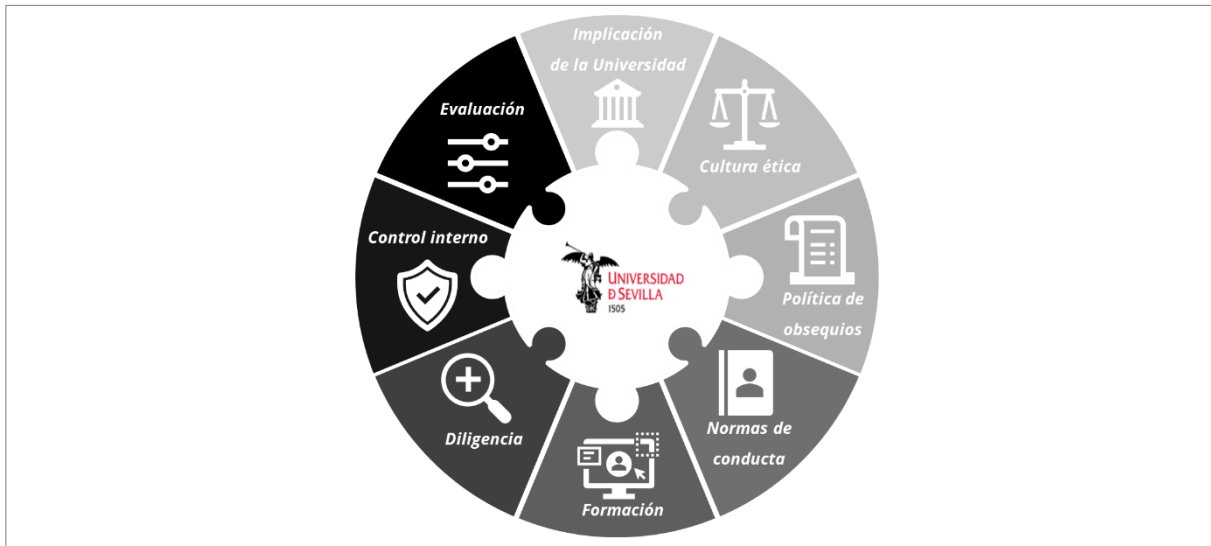 Implicación
de la Universidad
Cultura ética
Política de
obsequios
Normas de
conducta
Formación
Diligencia
Control interno
Evaluación
UNIVERSIDAD
D SEVILLA
1505